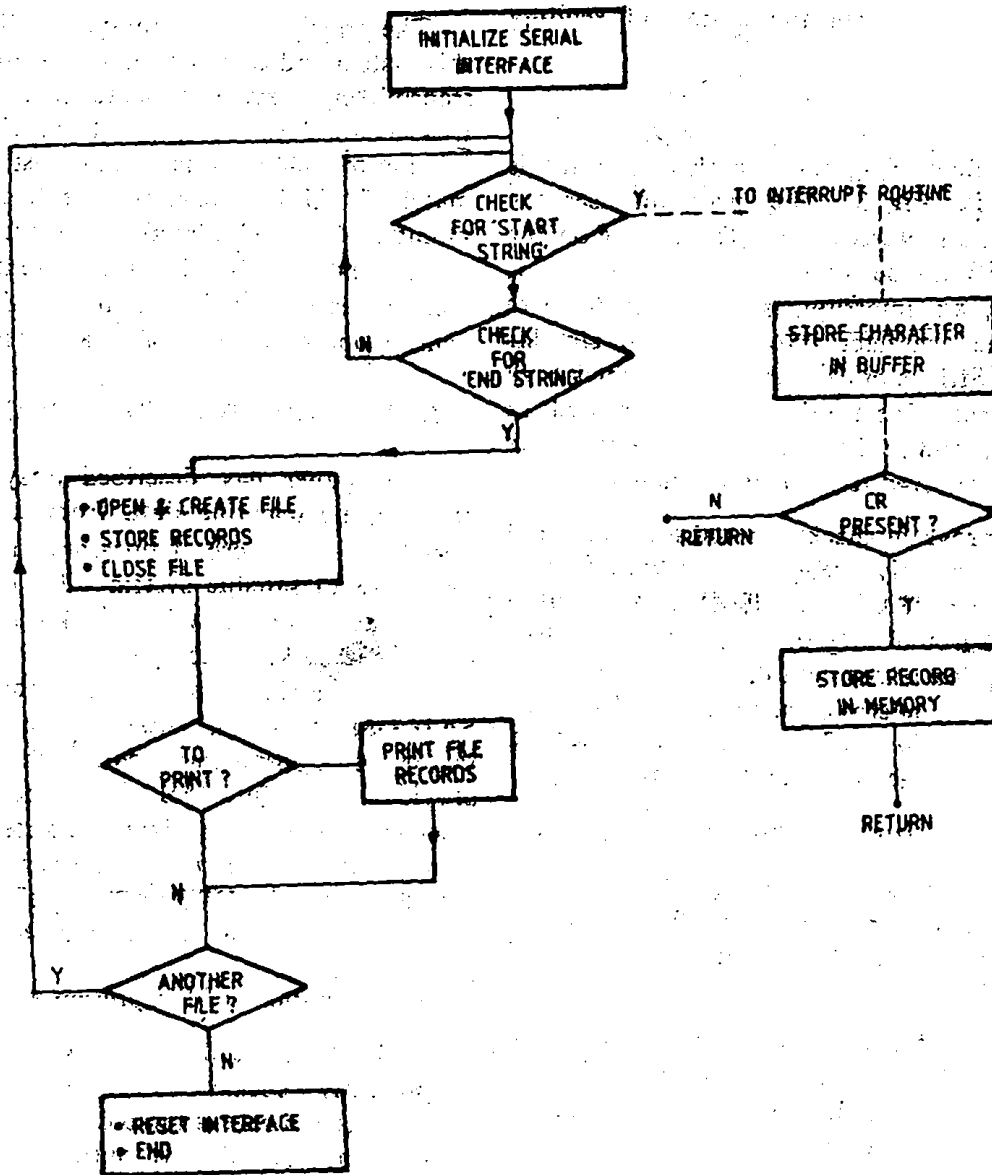 INITIALIZE SERIAL
INTERFACE
CHECK
FOR 'START
STRING'
Y
TO INTERRUPT ROUTINE
CHECK
FOR
'END STRING'
N
Y
STORE CHARACTER
IN BUFFER
• OPEN & CREATE FILE
• STORE RECORDS
• CLOSE FILE
CR
PRESENT ?
N
RETURN
Y
STORE RECORD
IN MEMORY
RETURN
TO
PRINT ?
PRINT FILE
RECORDS
N
ANOTHER
FILE ?
Y
N
• RESET INTERFACE
• END